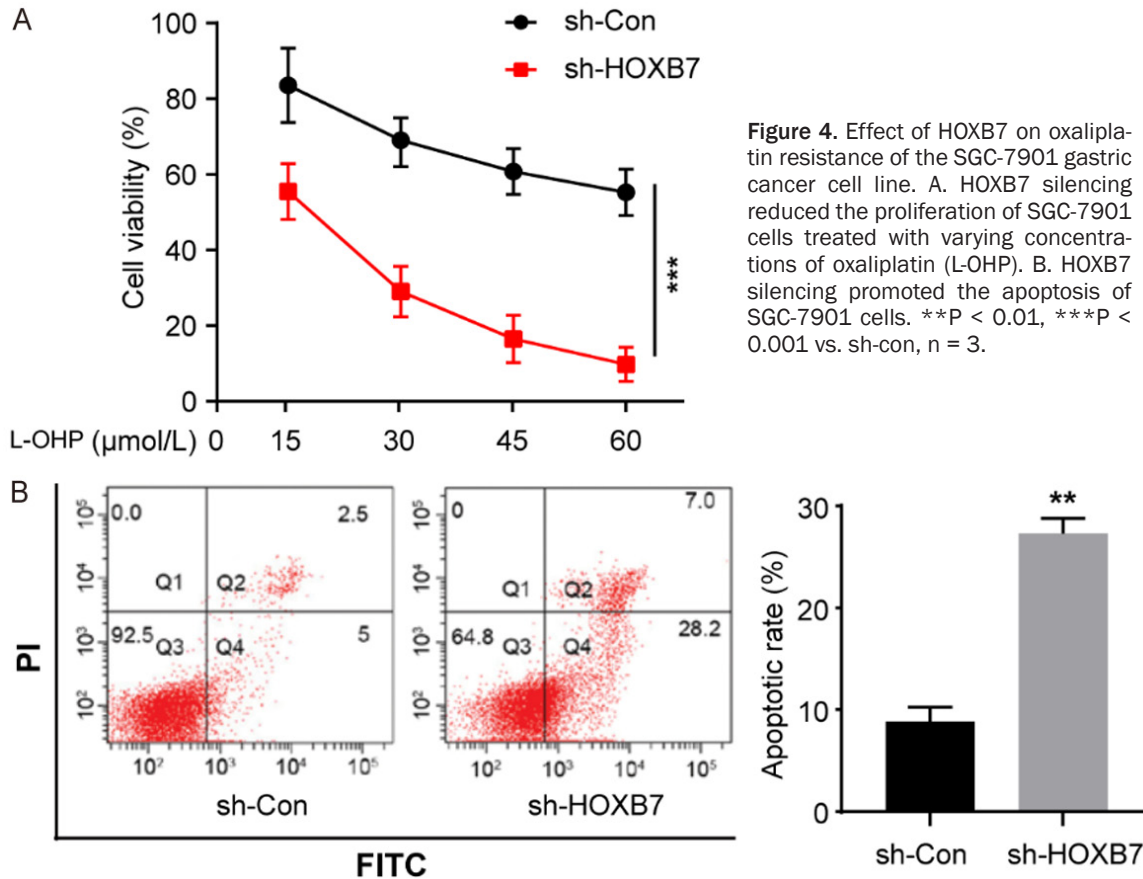 A
100
80
60
40
20
0
Cell viability (%)
sh-Con
sh-HOXB7
***
L-OHP (μmol/L) 0 15 30 45 60
Figure 4. Effect of HOXB7 on oxalipla-
tin resistance of the SGC-7901 gastric
cancer cell line. A. HOXB7 silencing
reduced the proliferation of SGC-7901
cells treated with varying concentra-
tions of oxaliplatin (L-OHP). B. HOXB7
silencing promoted the apoptosis of
SGC-7901 cells. **P < 0.01, ***P <
0.001 vs. sh-con, n = 3.
B
PI
10⁵
10⁴
10³
10²
0.0 2.5
Q1 Q2
92.5 Q3 Q4 5
10² 10³ 10⁴ 10⁵
sh-Con
10⁵
10⁴
10³
10²
0 7.0
Q1 Q2
64.8 Q3 Q4 28.2
10² 10³ 10⁴ 10⁵
sh-HOXB7
FITC
Apoptotic rate (%)
30
20
10
0
**
sh-Con sh-HOXB7